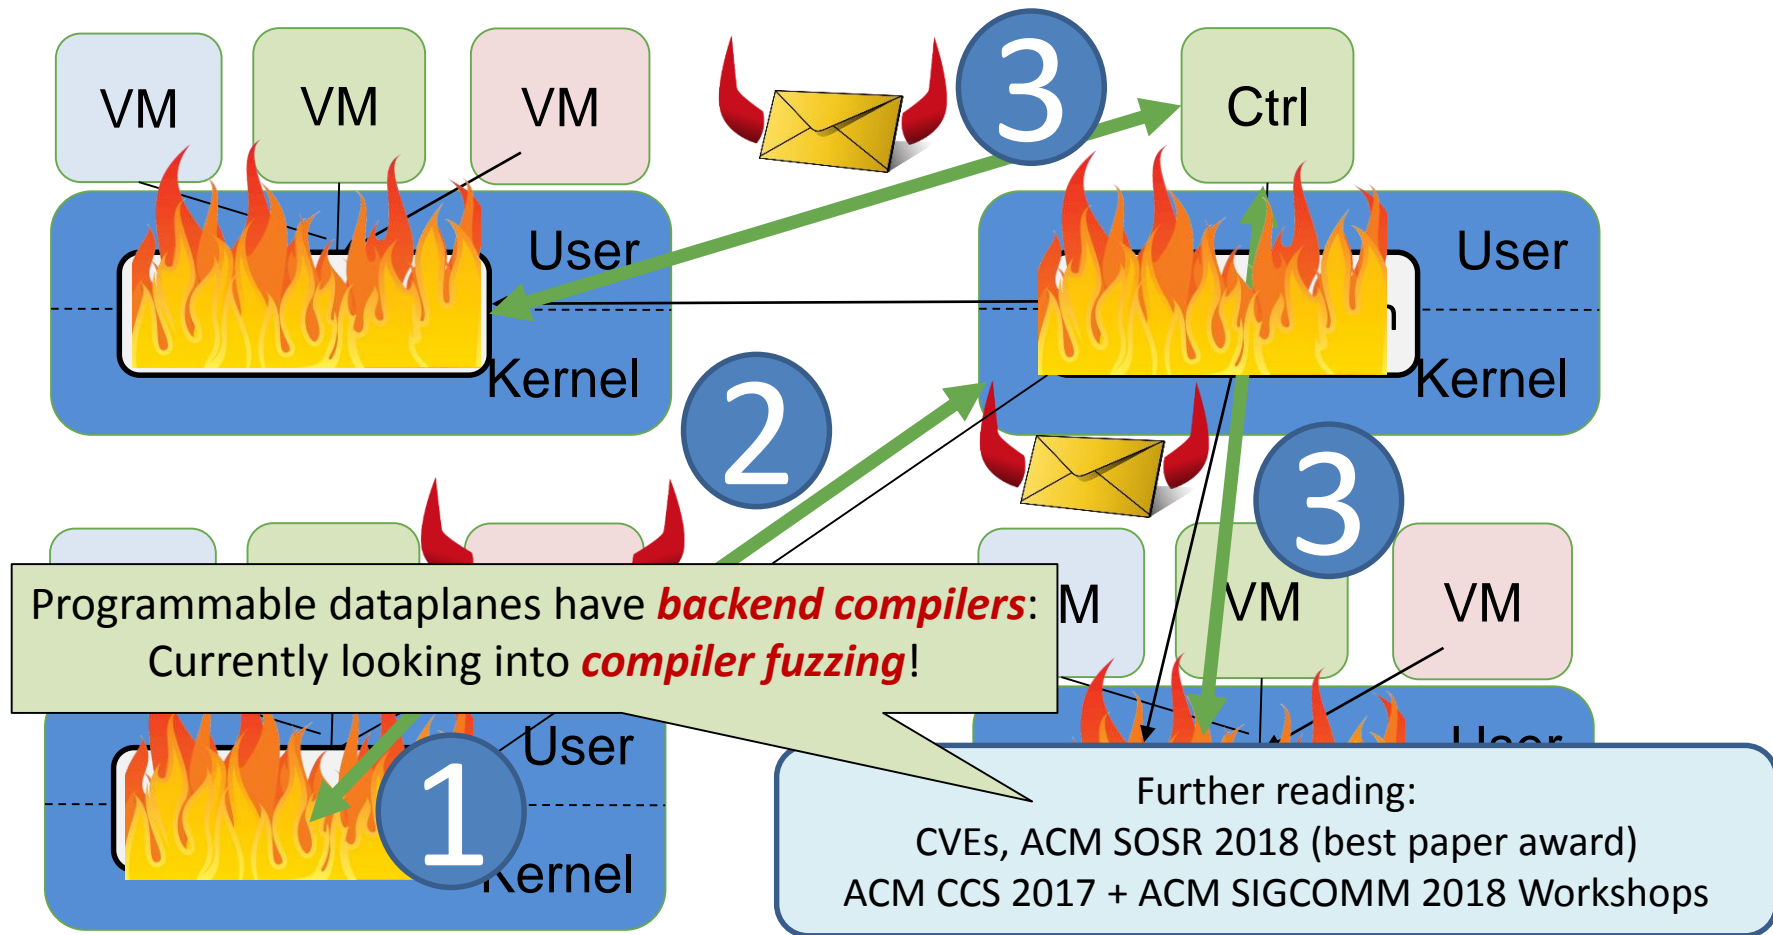 VM
VM
VM
3
Ctrl
User
User
Kernel
Kernel
2
3
VM
VM
Programmable dataplanes have backend compilers:
Currently looking into compiler fuzzing!
User
User
1
Kernel
Further reading:
CVEs, ACM SOSR 2018 (best paper award)
ACM CCS 2017 + ACM SIGCOMM 2018 Workshops